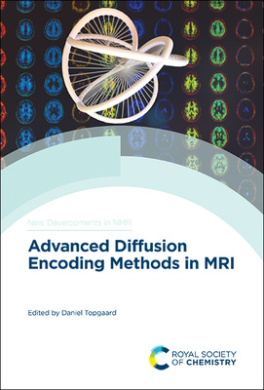 New Developments in NMR
Advanced Diffusion
Encoding Methods in MRI
Edited by Daniel Topgaard
ROYAL SOCIETY
OF CHEMISTRY